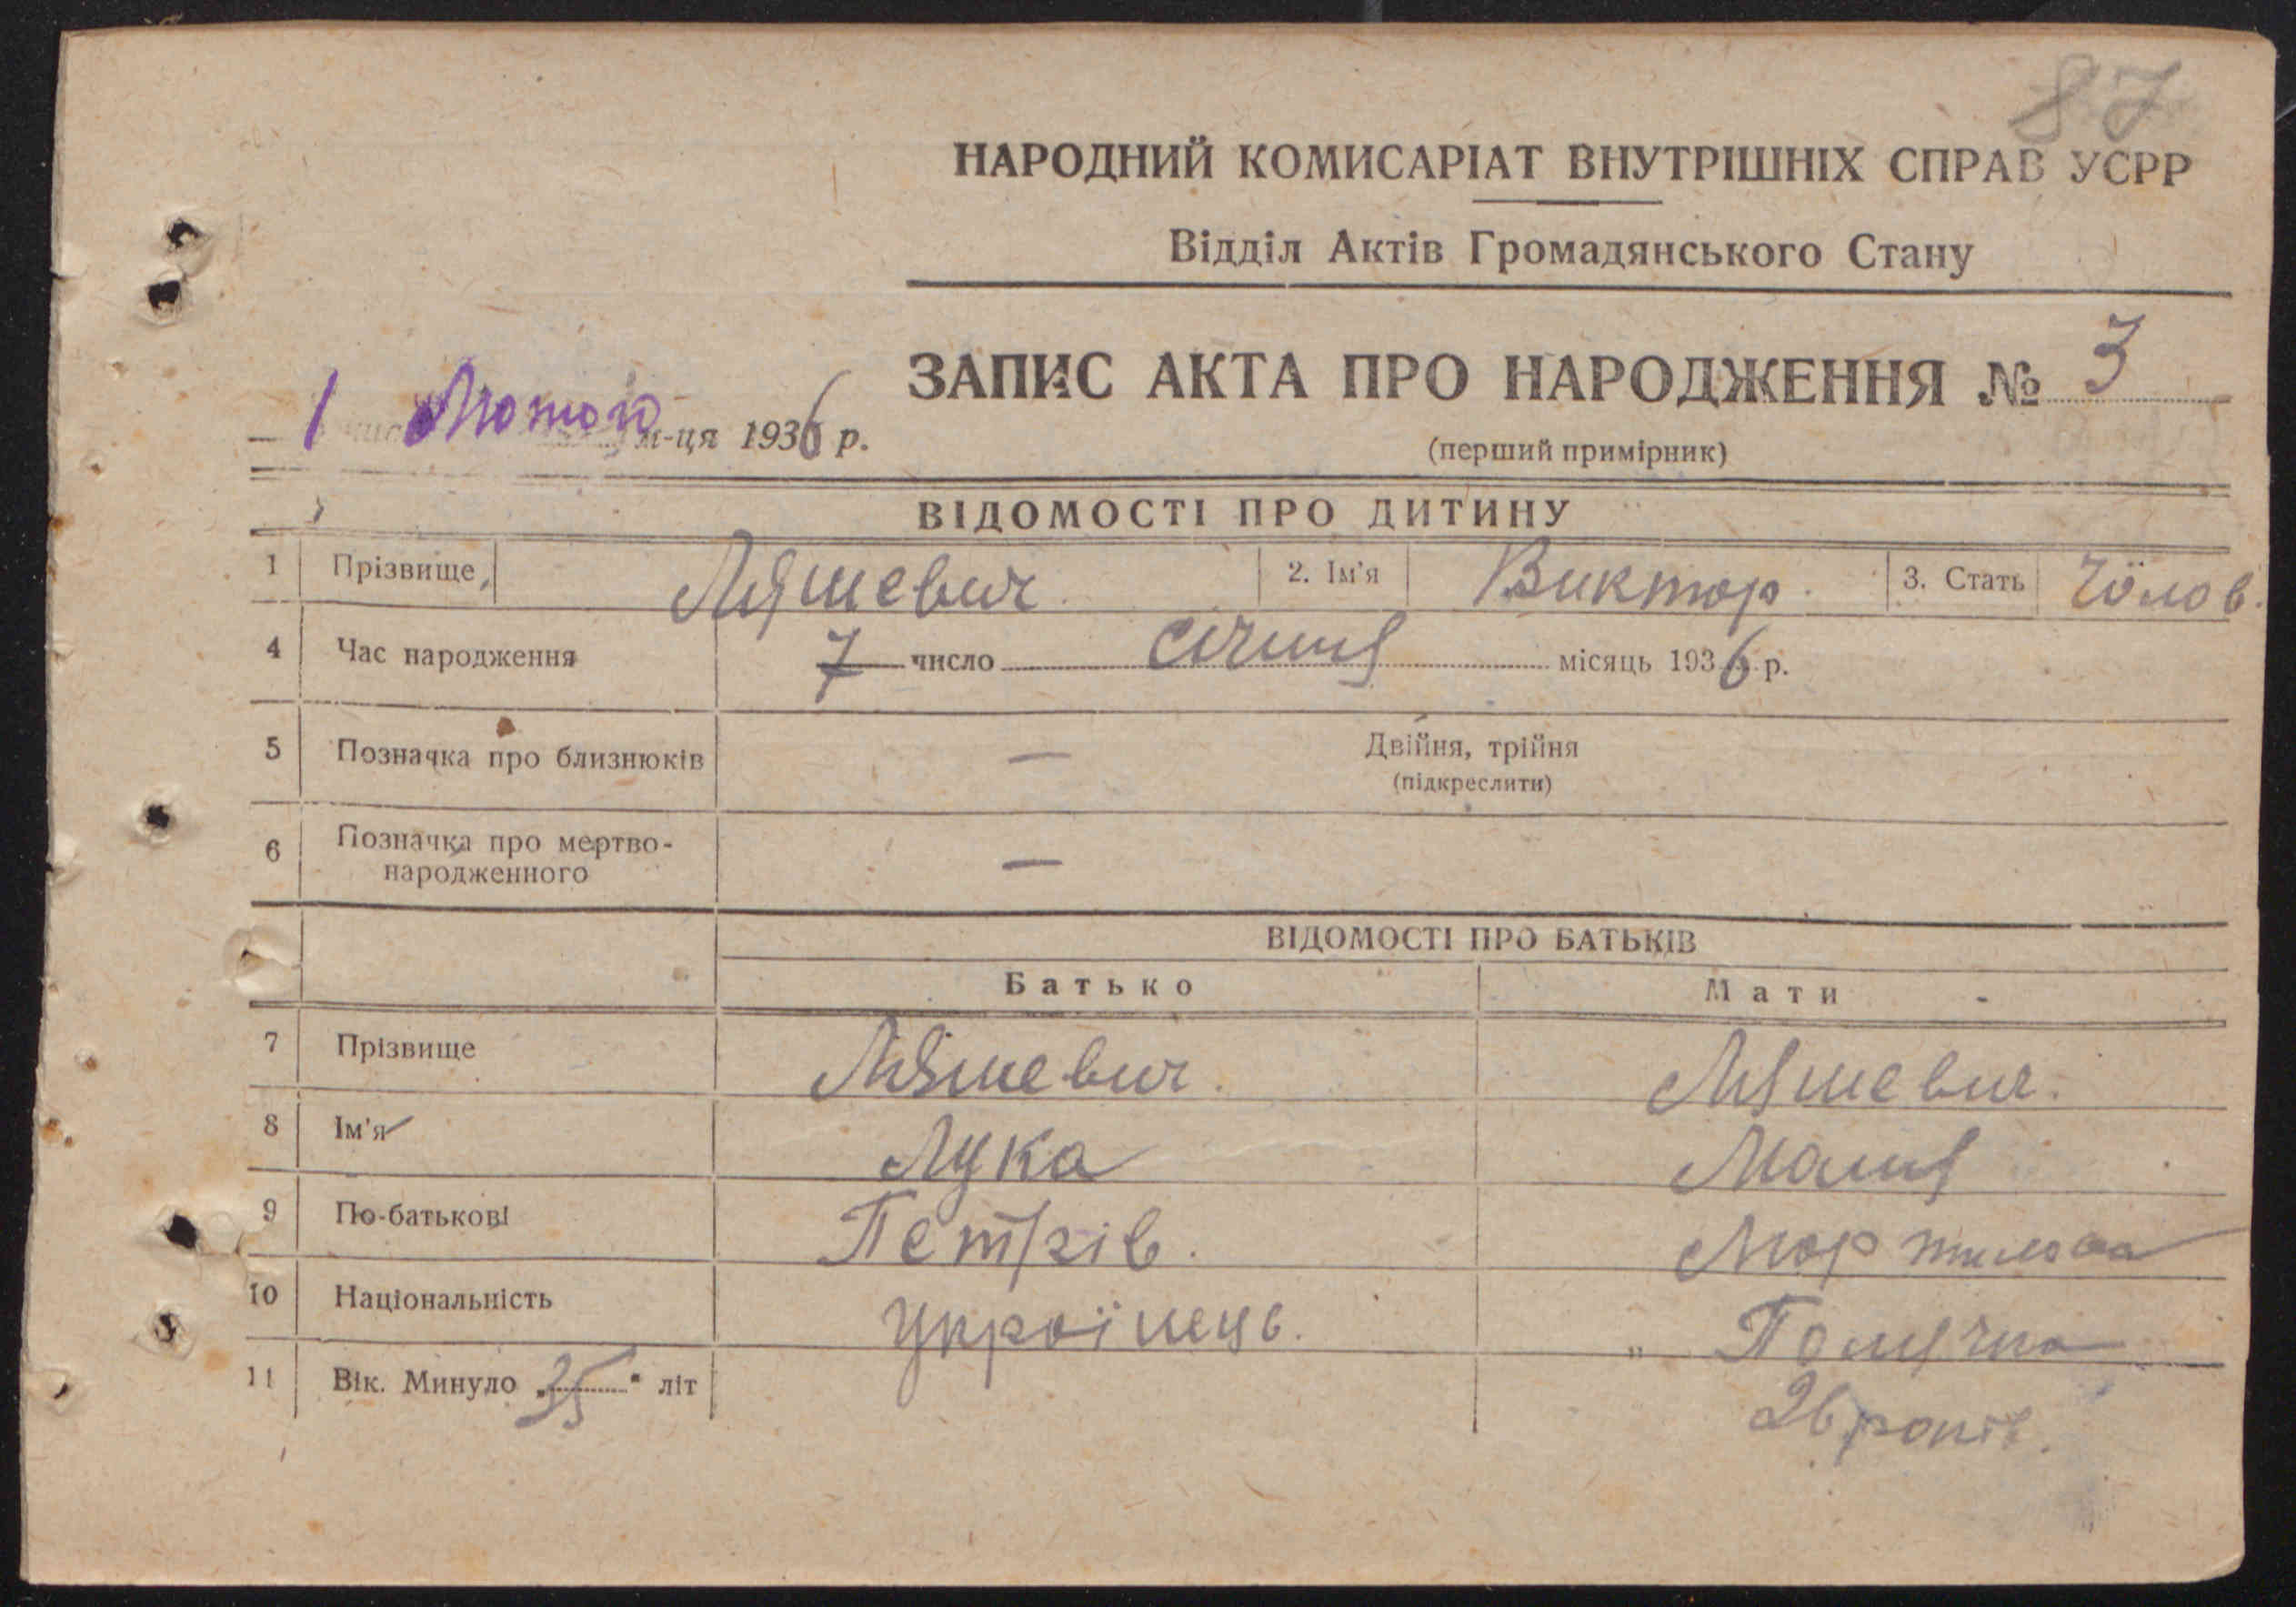 87
НАРОДНИЙ КОМИСАРІАТ ВНУТРІШНІХ СПРАВ УСРР
Відділ Актів Громадянського Стану
ЗАПИС АКТА ПРО НАРОДЖЕННЯ № 3
1 Лютого м-ця 1936 р.
(перший примірник)
ВІДОМОСТІ ПРО ДИТИНУ
1 Прізвище Ляшевич 2. Ім'я Виктор 3. Стать Чолов.
4 Час народження 7 число січня місяць 1936 р.
5 Позначка про близнюків — Двійня, трійня
(підкреслити)
6 Позначка про мертво-
народженного —
ВІДОМОСТІ ПРО БАТЬКІВ
Батько Мати
7 Прізвище Ляшевич. Ляшевич.
8 Ім'я Лука
9 По-батькові Петрів.
10 Національність Українець. " Полячка
11 Вік. Минуло „35" літ 26 років.